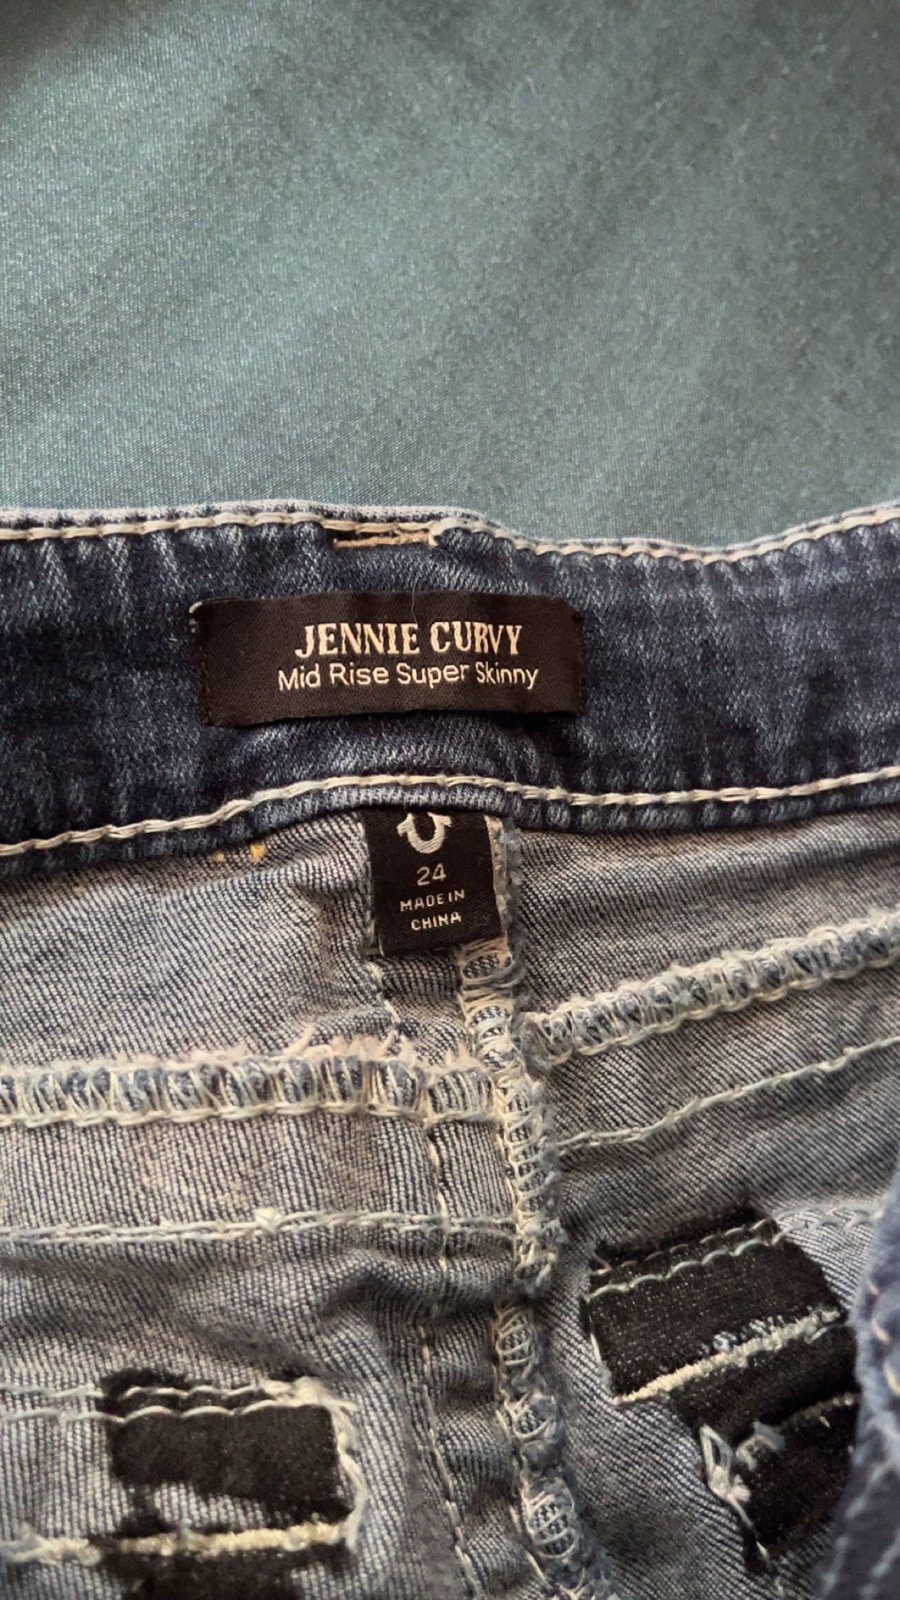 JENNIE CURVY
Mid Rise Super Skinny
24
MADE IN
CHINA